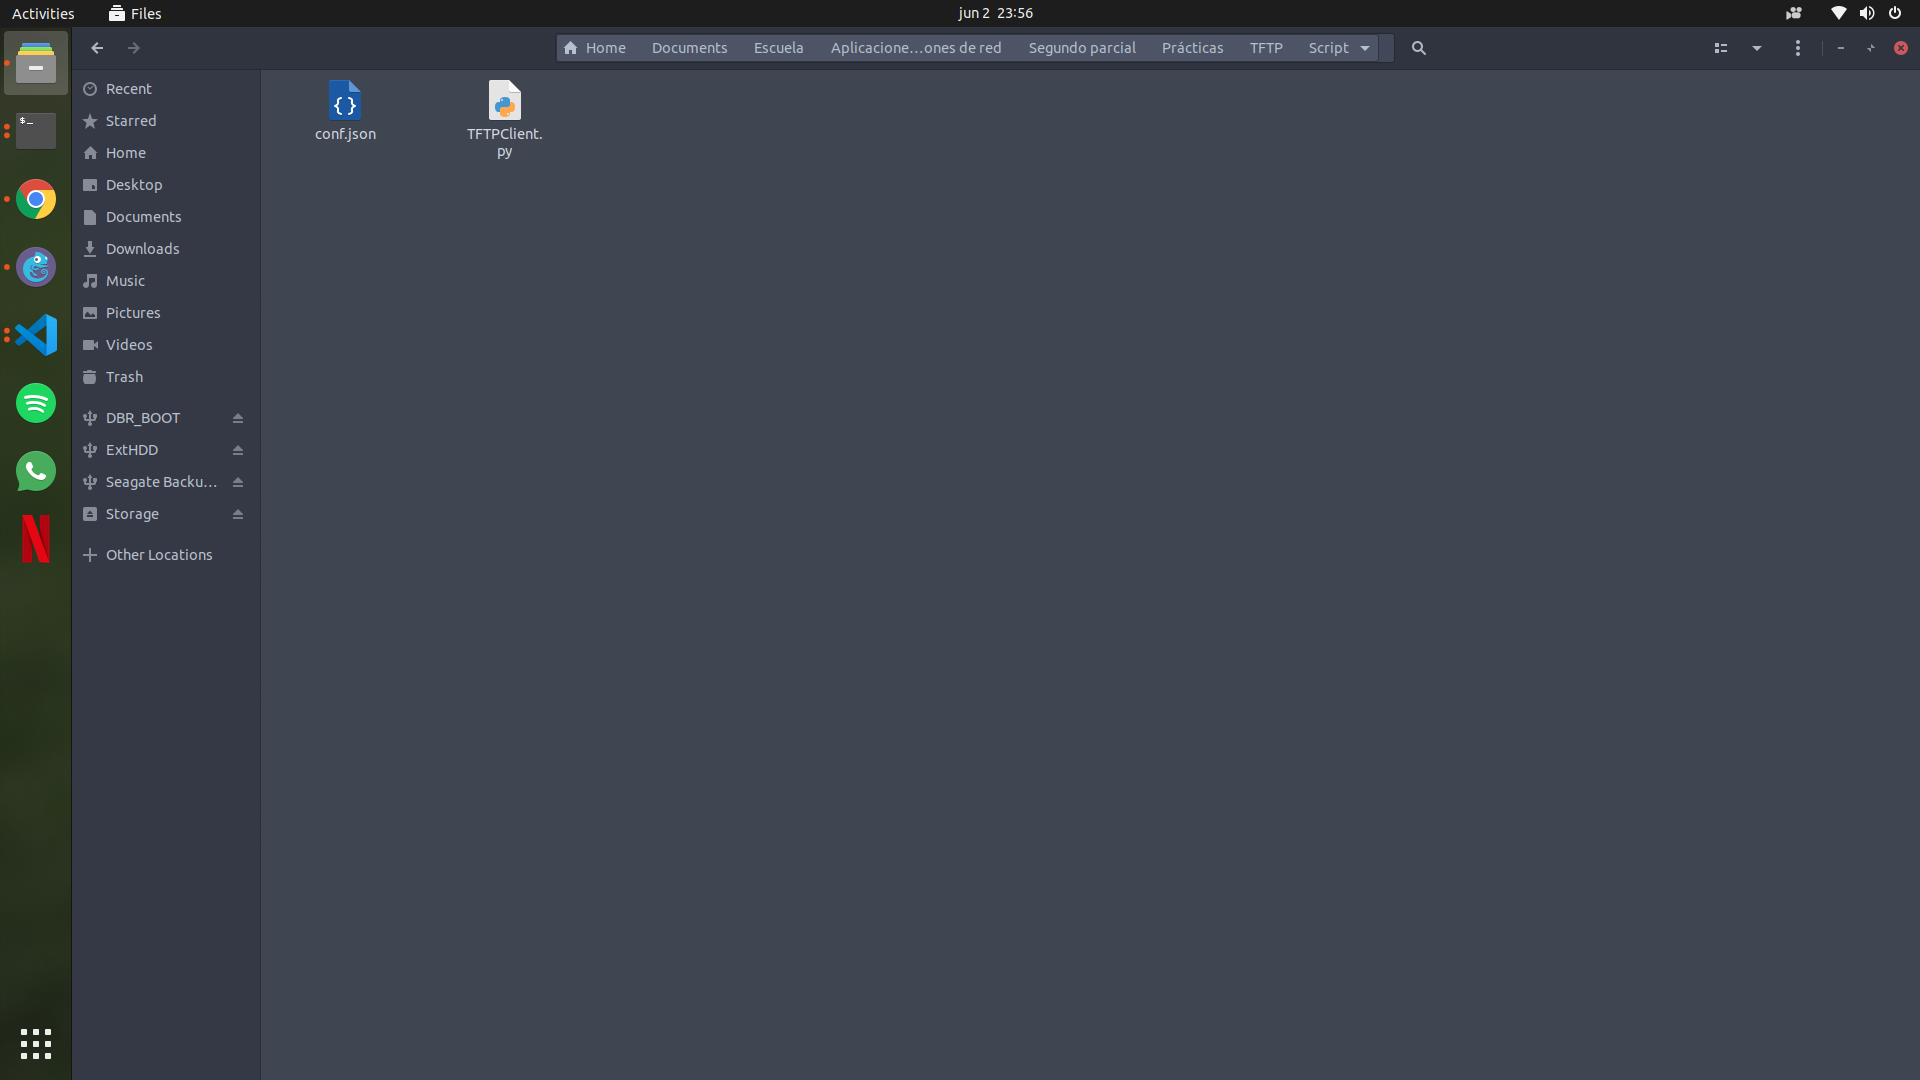 Activities
Files
jun 2 23:56
Home
Documents
Escuela
Aplicacione...ones de red
Segundo parcial
Prácticas
TFTP
Script
Recent
Starred
Home
Desktop
Documents
Downloads
Music
Pictures
Videos
Trash
DBR_BOOT
ExtHDD
Seagate Backu...
Storage
Other Locations
conf.json
TFTPClient.
py
$_
{}
N